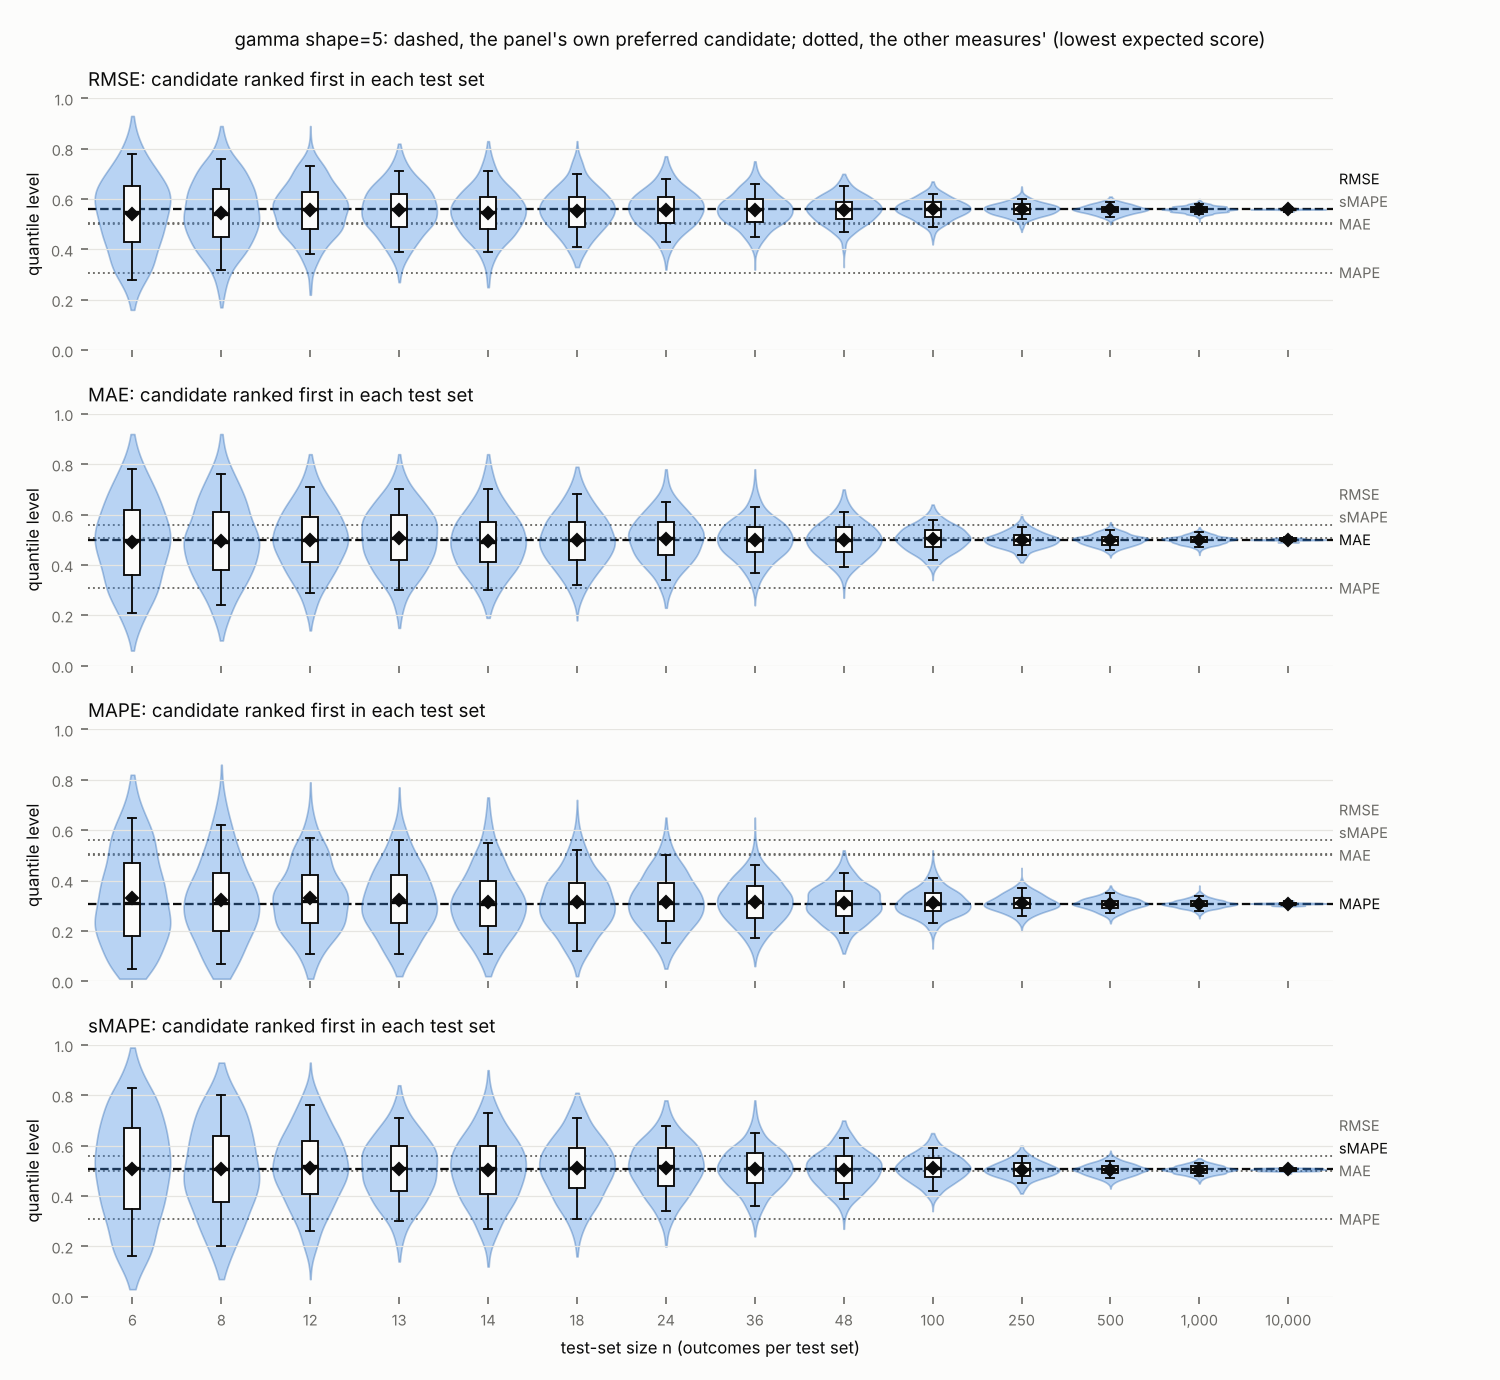 gamma shape=5: dashed, the panel's own preferred candidate; dotted, the other measures' (lowest expected score)
RMSE: candidate ranked first in each test set
1.0
0.8
0.6
0.4
0.2
0.0
quantile level
RMSE
sMAPE
MAE
MAPE
MAE: candidate ranked first in each test set
1.0
0.8
0.6
0.4
0.2
0.0
quantile level
RMSE
sMAPE
MAE
MAPE
MAPE: candidate ranked first in each test set
1.0
0.8
0.6
0.4
0.2
0.0
quantile level
RMSE
sMAPE
MAE
MAPE
sMAPE: candidate ranked first in each test set
1.0
0.8
0.6
0.4
0.2
0.0
quantile level
RMSE
sMAPE
MAE
MAPE
6 8 12 13 14 18 24 36 48 100 250 500 1,000 10,000
test-set size n (outcomes per test set)